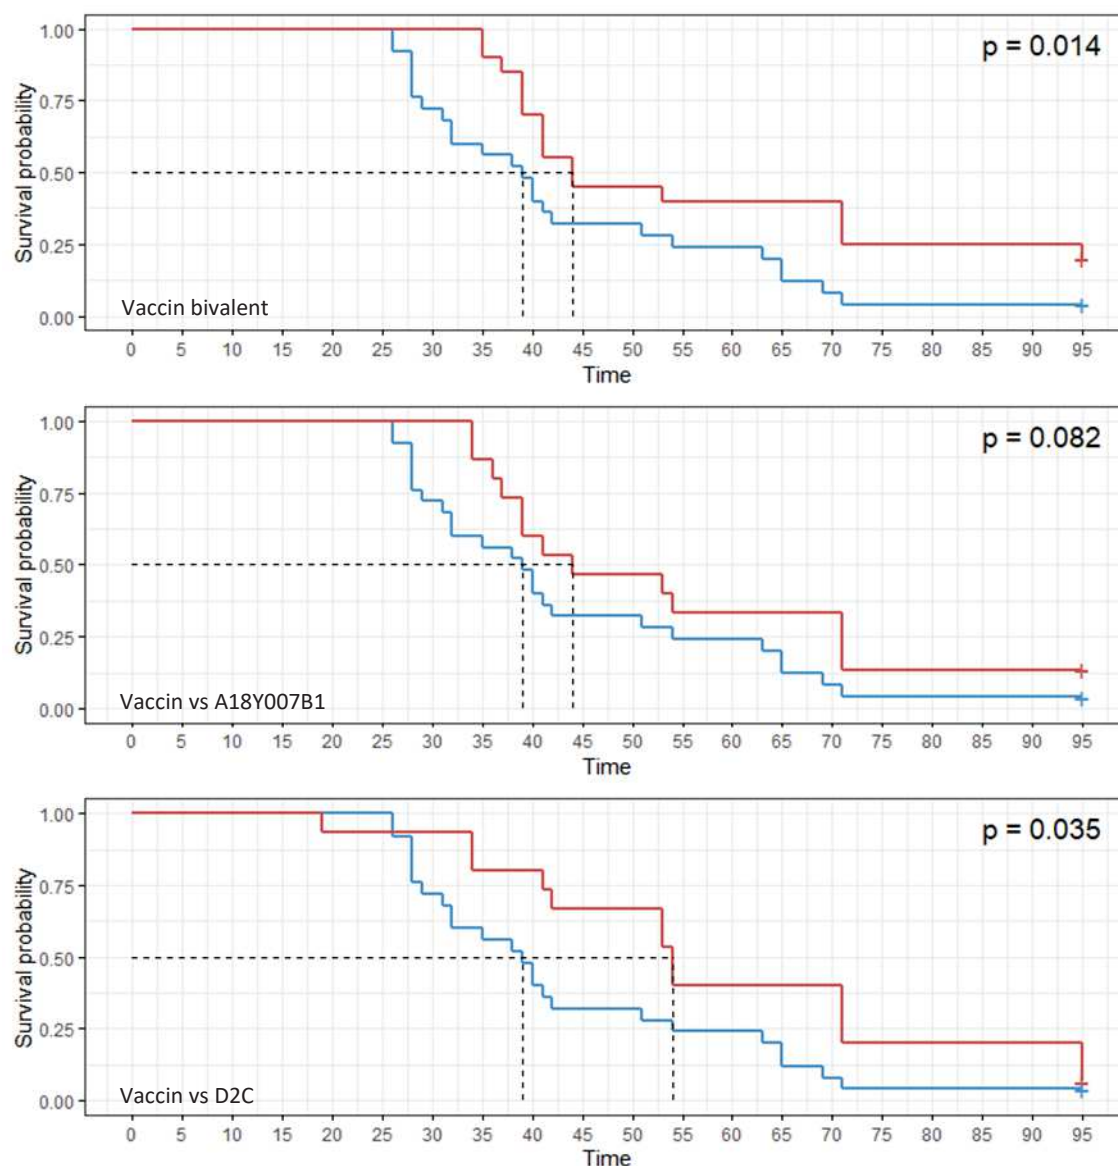 1.00
0.75
0.50
0.25
0.00
Survival probability
p = 0.014
Vaccin bivalent
0 5 10 15 20 25 30 35 40 45 50 55 60 65 70 75 80 85 90 95
Time
1.00
0.75
0.50
0.25
0.00
Survival probability
p = 0.082
Vaccin vs A18Y007B1
0 5 10 15 20 25 30 35 40 45 50 55 60 65 70 75 80 85 90 95
Time
1.00
0.75
0.50
0.25
0.00
Survival probability
p = 0.035
Vaccin vs D2C
0 5 10 15 20 25 30 35 40 45 50 55 60 65 70 75 80 85 90 95
Time